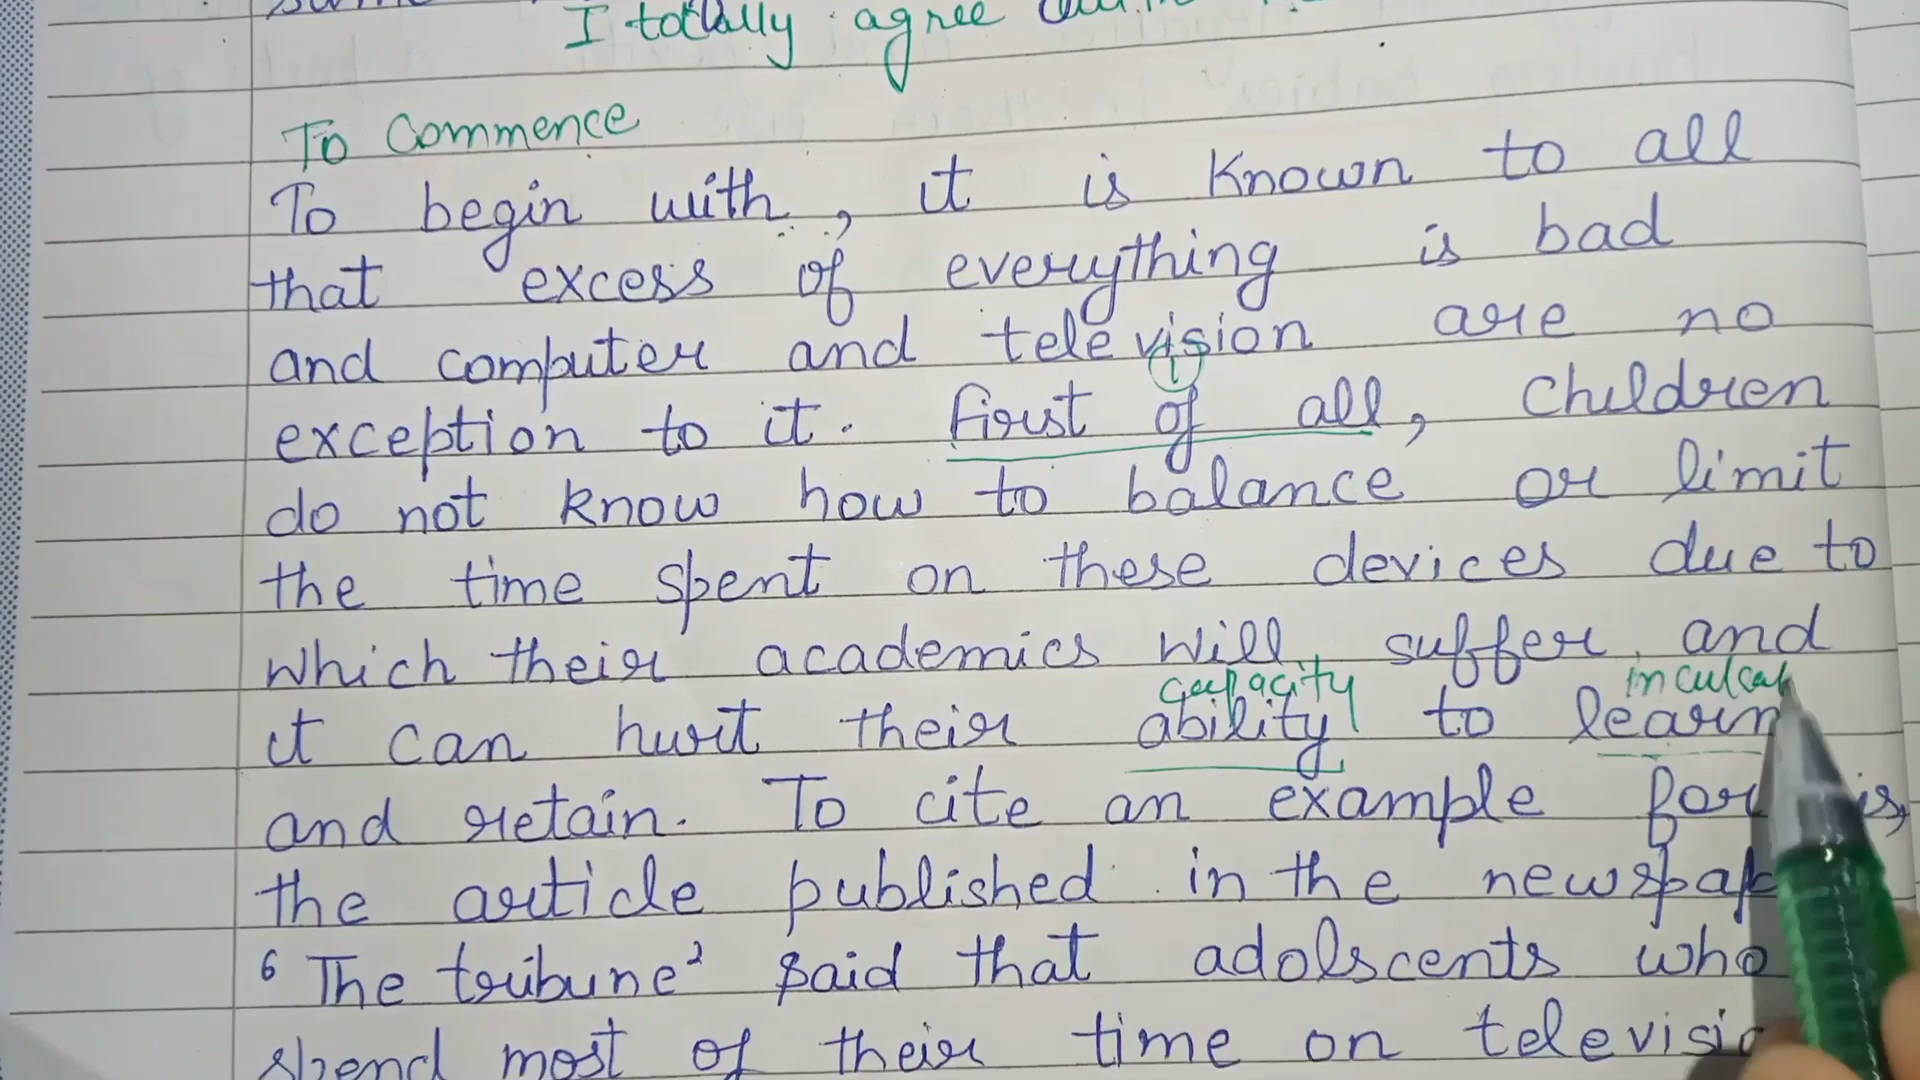 I totally agree
To Commence
To begin with, it is known to all
that excess of everything is bad
and computer and television are no
exception to it. First of all, children
do not know how to balance or limit
the time spent on these devices due to
which their academics will suffer and
capacity inculcat
it can hurt their ability to learn
and retain. To cite an example for
the article published in the newspap
'The tribune' said that adolscents who
spend most of their time on televisio